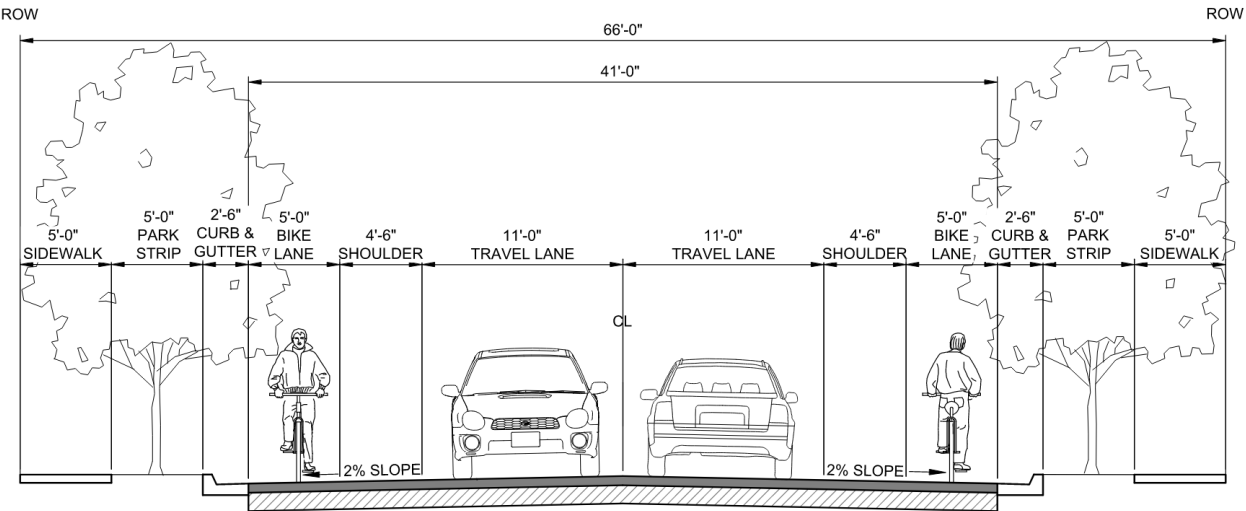 ROW
ROW
66'-0"
41'-0"
5'-0"
SIDEWALK
5'-0"
PARK
STRIP
2'-6"
CURB &
GUTTER
5'-0"
BIKE
LANE
4'-6"
SHOULDER
11'-0"
TRAVEL LANE
11'-0"
TRAVEL LANE
4'-6"
SHOULDER
5'-0"
BIKE
LANE
2'-6"
CURB &
GUTTER
5'-0"
PARK
STRIP
5'-0"
SIDEWALK
CL
2% SLOPE
2% SLOPE